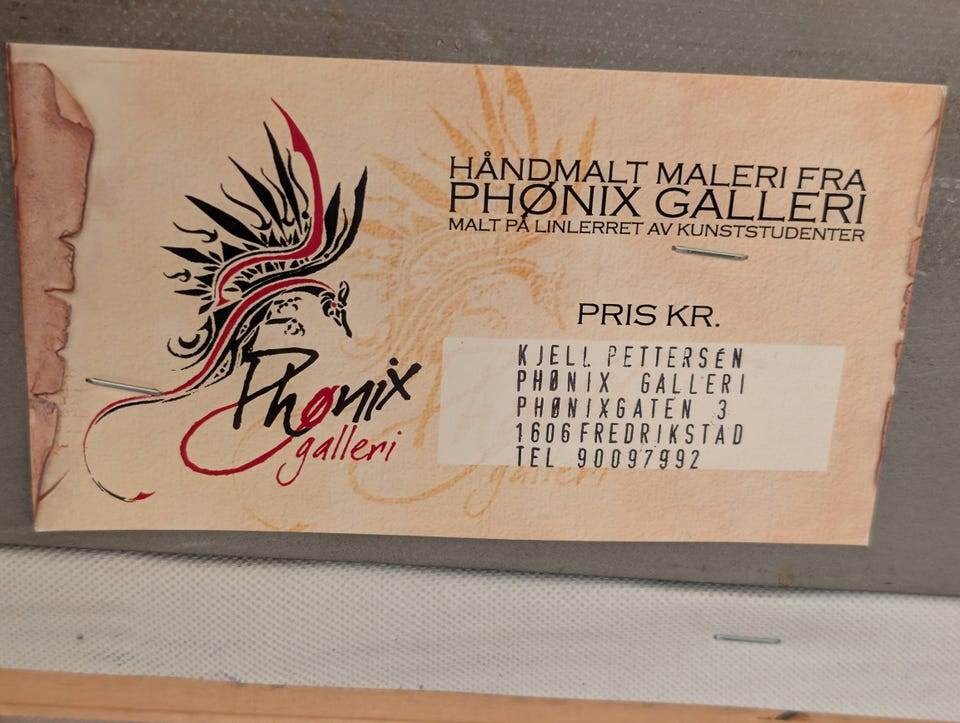 HÅNDMALT MALERI FRA
PHØNIX GALLERI
MALT PÅ LINLERRET AV KUNSTSTUDENTER
PRIS KR.
KJELL PETTERSEN
PHØNIX GALLERI
PHØNIXGATEN 3
1606 FREDRIKSTAD
TEL 90097992
Phønix
galleri
galleri